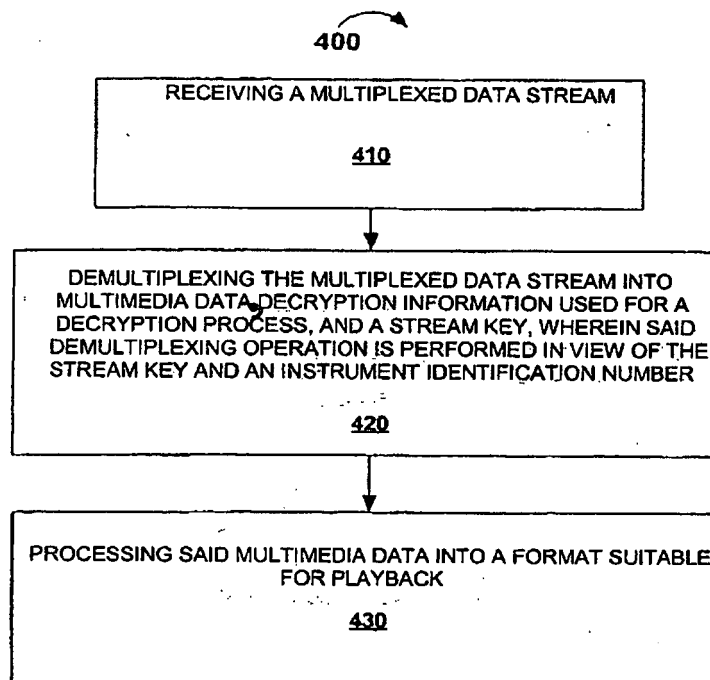 400
RECEIVING A MULTIPLEXED DATA STREAM
410
DEMULTIPLEXING THE MULTIPLEXED DATA STREAM INTO
MULTIMEDIA DATA, DECRYPTION INFORMATION USED FOR A
DECRYPTION PROCESS, AND A STREAM KEY, WHEREIN SAID
DEMULTIPLEXING OPERATION IS PERFORMED IN VIEW OF THE
STREAM KEY AND AN INSTRUMENT IDENTIFICATION NUMBER
420
PROCESSING SAID MULTIMEDIA DATA INTO A FORMAT SUITABLE
FOR PLAYBACK
430